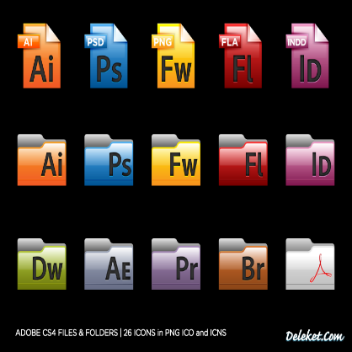 AI PSD PNG FLA INDD
Ai Ps Fw Fl ID
Ai Ps Fw Fl ID
Dw AE Pr Br
ADOBE CS4 FILES & FOLDERS | 26 ICONS in PNG ICO and ICNS
Deleket.Com